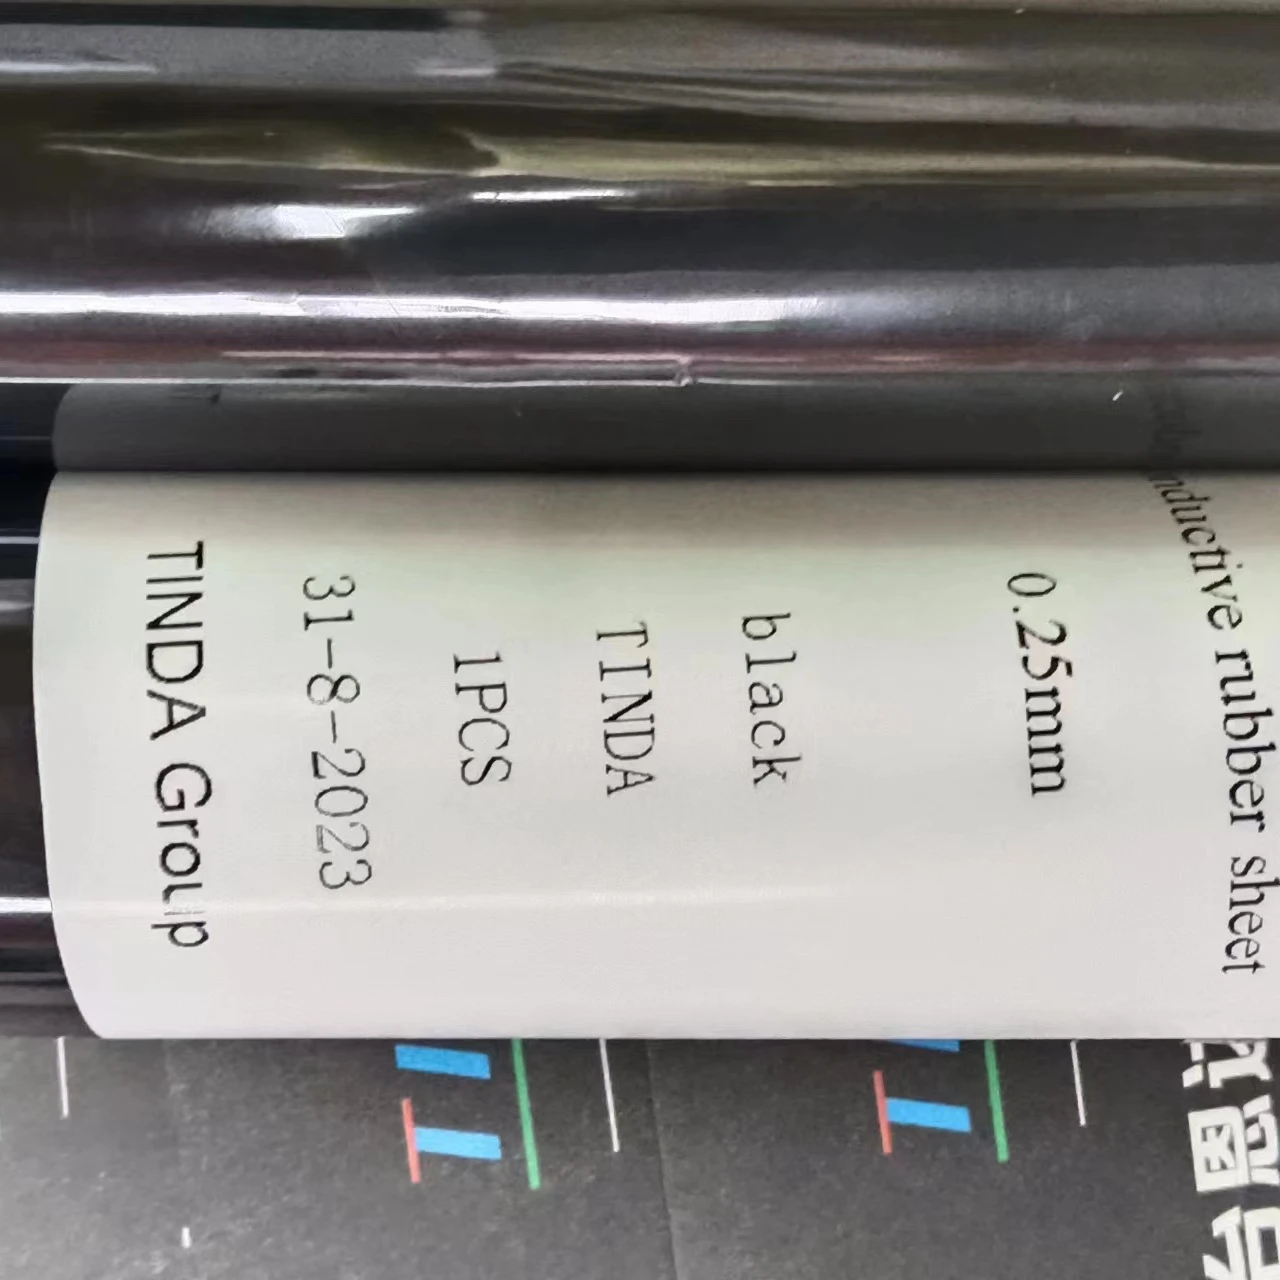 nductive rubber sheet
0.25mm
black
TINDA
1PCS
31-8-2023
TINDA Group